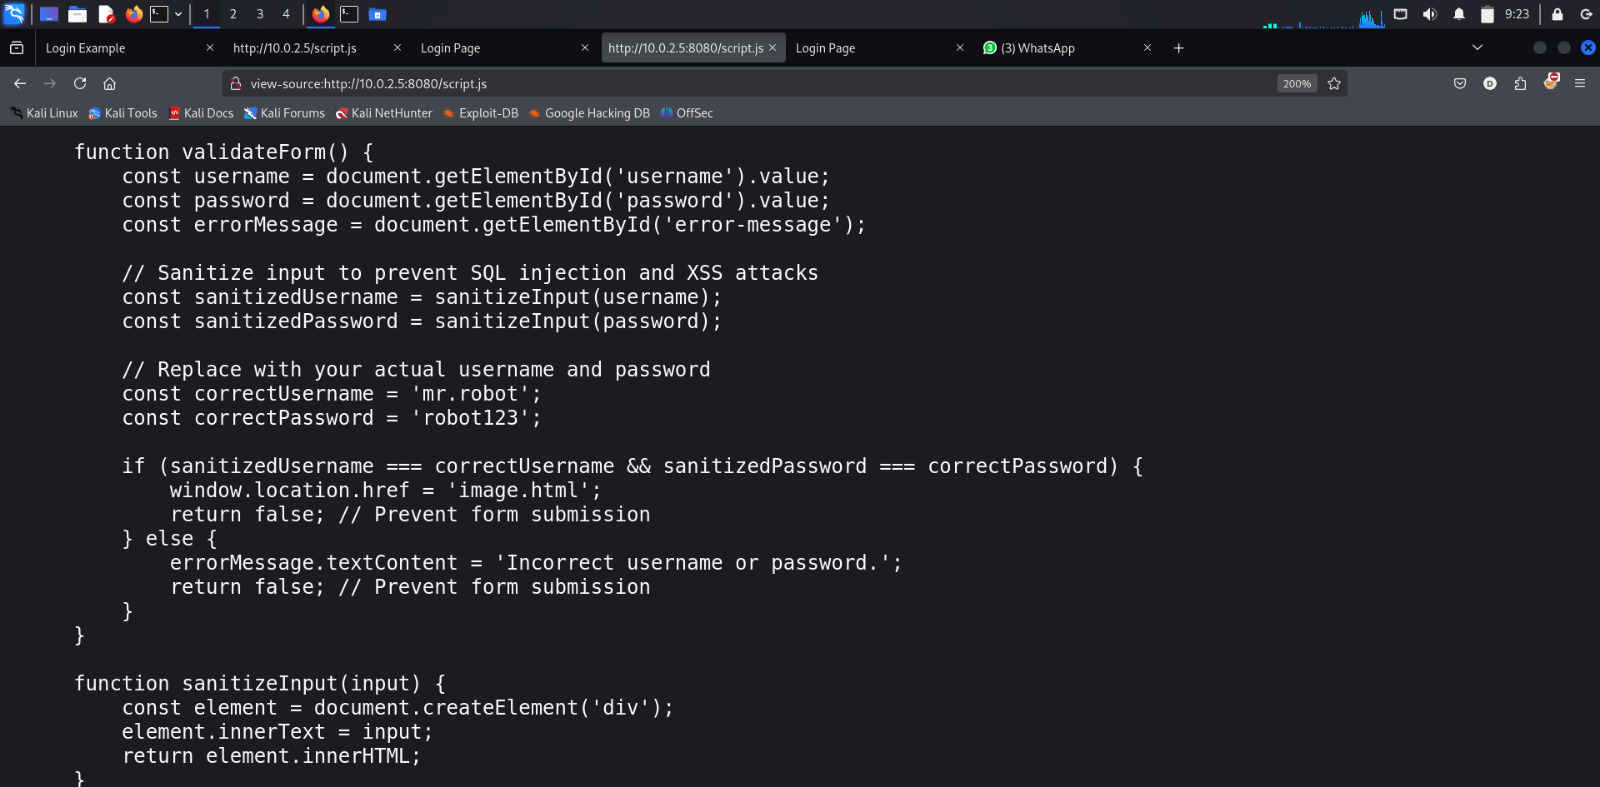 1 2 3 4 9:23
Login Example × http://10.0.2.5/script.js × Login Page × http://10.0.2.5:8080/script.js × Login Page × (3) WhatsApp × +
view-source:http://10.0.2.5:8080/script.js 200%
Kali Linux Kali Tools Kali Docs Kali Forums Kali NetHunter Exploit-DB Google Hacking DB OffSec
function validateForm() {
    const username = document.getElementById('username').value;
    const password = document.getElementById('password').value;
    const errorMessage = document.getElementById('error-message');
    // Sanitize input to prevent SQL injection and XSS attacks
    const sanitizedUsername = sanitizeInput(username);
    const sanitizedPassword = sanitizeInput(password);
    // Replace with your actual username and password
    const correctUsername = 'mr.robot';
    const correctPassword = 'robot123';
    if (sanitizedUsername === correctUsername && sanitizedPassword === correctPassword) {
        window.location.href = 'image.html';
        return false; // Prevent form submission
    } else {
        errorMessage.textContent = 'Incorrect username or password.';
        return false; // Prevent form submission
    }
}
function sanitizeInput(input) {
    const element = document.createElement('div');
    element.innerText = input;
    return element.innerHTML;
}